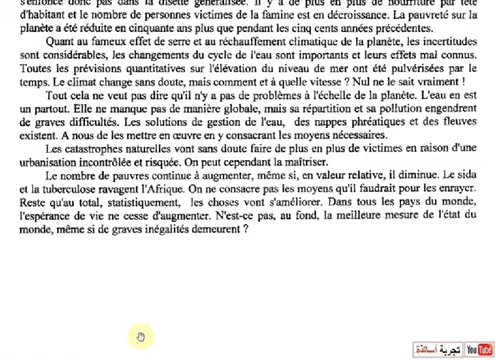 s'enfonce donc pas dans la disette généralisée. Il y a de plus en plus de nourriture par tête
d'habitant et le nombre de personnes victimes de la famine est en décroissance. La pauvreté sur la
planète a été réduite en cinquante ans plus que pendant les cinq cents années précédentes.
Quant au fameux effet de serre et au réchauffement climatique de la planète, les incertitudes
sont considérables, les changements du cycle de l'eau sont importants et leurs effets mal connus.
Toutes les prévisions quantitatives sur l'élévation du niveau de mer ont été pulvérisées par le
temps. Le climat change sans doute, mais comment et à quelle vitesse ? Nul ne le sait vraiment !
Tout cela ne veut pas dire qu'il n'y a pas de problèmes à l'échelle de la planète. L'eau en est
un partout. Elle ne manque pas de manière globale, mais sa répartition et sa pollution engendrent
de graves difficultés. Les solutions de gestion de l'eau, des nappes phréatiques et des fleuves
existent. A nous de les mettre en œuvre en y consacrant les moyens nécessaires.
Les catastrophes naturelles vont sans doute faire de plus en plus de victimes en raison d'une
urbanisation incontrôlée et risquée. On peut cependant la maîtriser.
Le nombre de pauvres continue à augmenter, même si, en valeur relative, il diminue. Le sida
et la tuberculose ravagent l'Afrique. On ne consacre pas les moyens qu'il faudrait pour les enrayer.
Reste qu'au total, statistiquement, les choses vont s'améliorer. Dans tous les pays du monde,
l'espérance de vie ne cesse d'augmenter. N'est-ce pas, au fond, la meilleure mesure de l'état du
monde, même si de graves inégalités demeurent ?
تجربة أساتذة YouTube